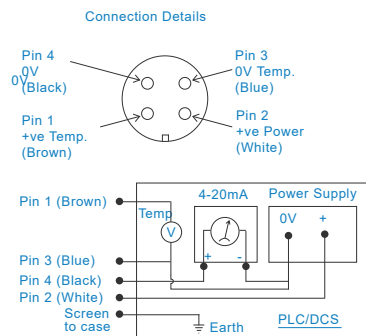 Connection Details
Pin 4
0V
0V
(Black)
Pin 3
0V Temp.
(Blue)
Pin 1
+ve Temp.
(Brown)
Pin 2
+ve Power
(White)
4-20mA
Power Supply
Pin 1 (Brown)
Temp
V
0V
+
+
-
Pin 3 (Blue)
Pin 4 (Black)
Pin 2 (White)
Screen
to case
Earth
PLC/DCS